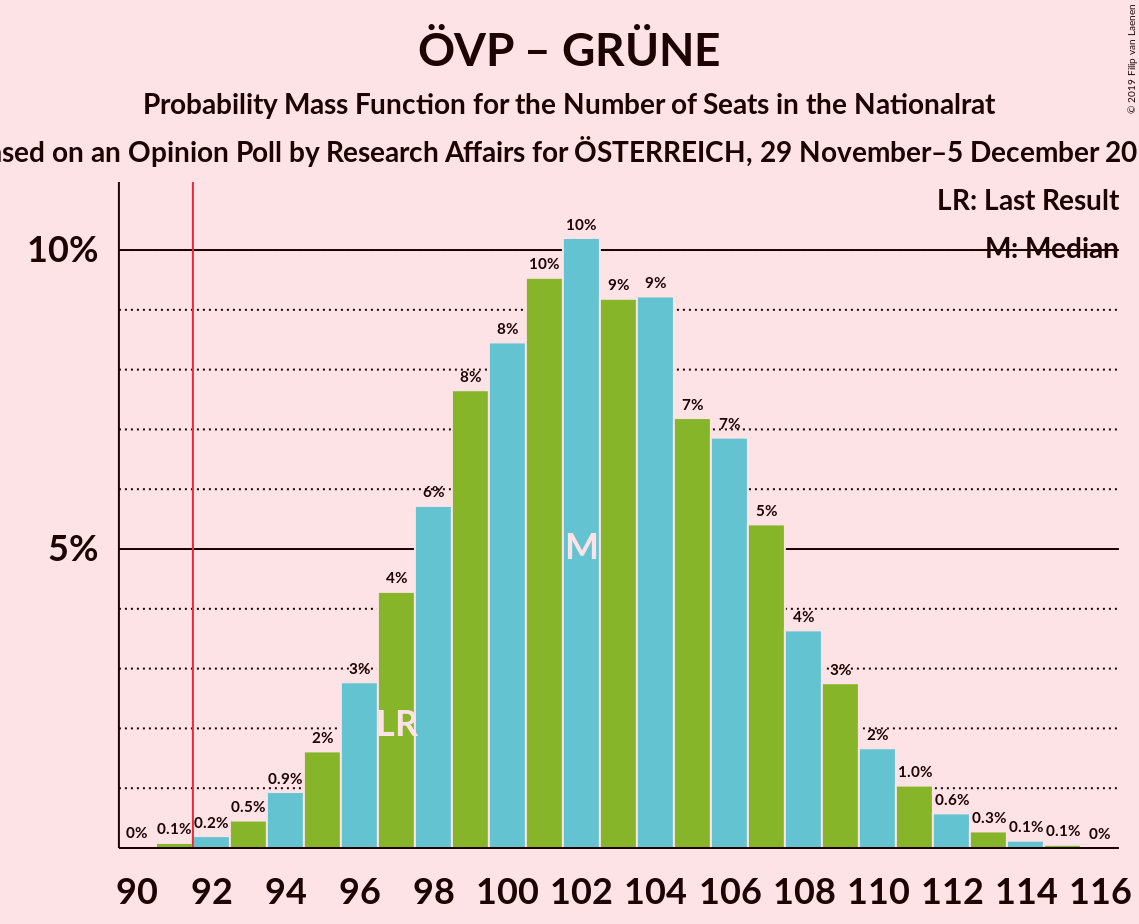 ÖVP – GRÜNE
Probability Mass Function for the Number of Seats in the Nationalrat
sed on an Opinion Poll by Research Affairs for ÖSTERREICH, 29 November–5 December 20
© 2019 Filip van Laenen
LR: Last Result
M: Median
10%
5%
0% 0.1% 0.2% 0.5% 0.9% 2% 3% 4% 6% 8% 8% 10% 10% 9% 9% 7% 7% 5% 4% 3% 2% 1.0% 0.6% 0.3% 0.1% 0.1% 0%
LR
M
90 92 94 96 98 100 102 104 106 108 110 112 114 116